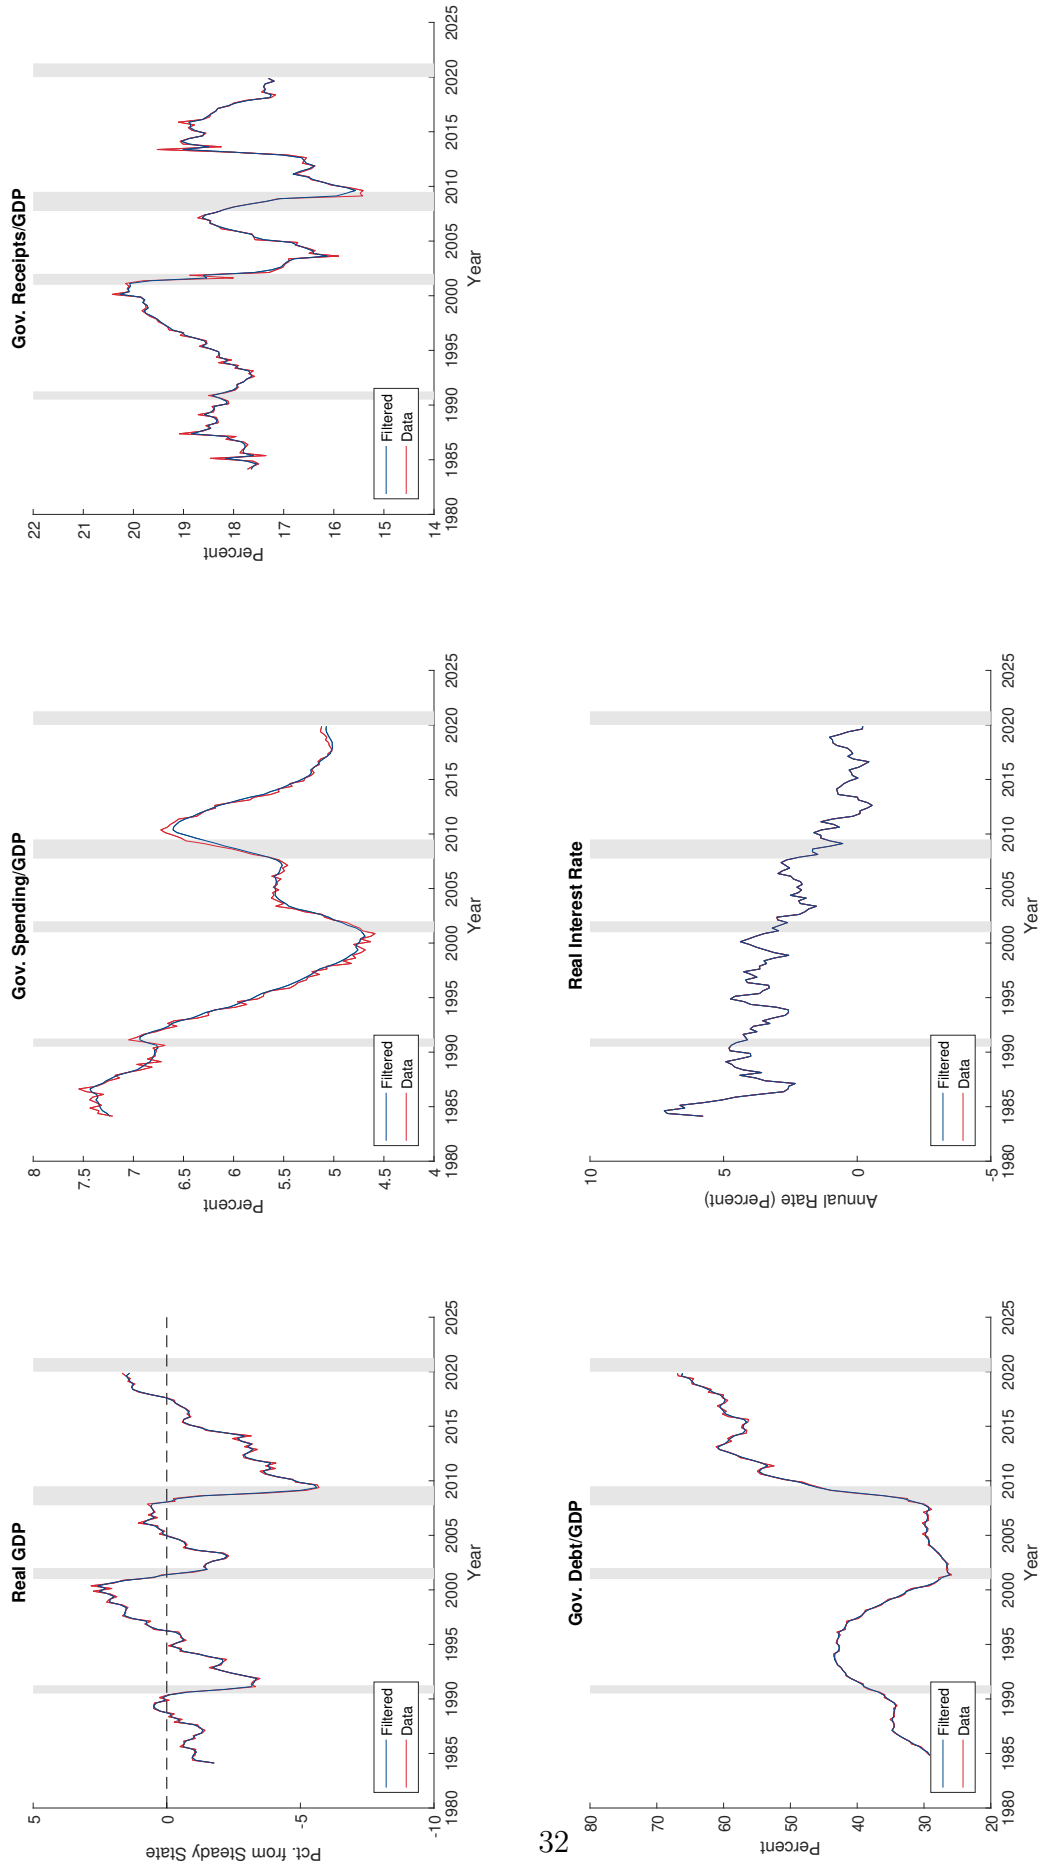 Real GDP
5
0
-5
-10
Pct. from Steady State
1980 1985 1990 1995 2000 2005 2010 2015 2020 2025
Year
Filtered
Data
Gov. Spending/GDP
8
7.5
7
6.5
6
5.5
5
4.5
4
Percent
1980 1985 1990 1995 2000 2005 2010 2015 2020 2025
Year
Filtered
Data
Gov. Receipts/GDP
22
21
20
19
18
17
16
15
14
Percent
1980 1985 1990 1995 2000 2005 2010 2015 2020 2025
Year
Filtered
Data
Gov. Debt/GDP
80
70
60
50
40
30
20
Percent
1980 1985 1990 1995 2000 2005 2010 2015 2020 2025
Year
Filtered
Data
Real Interest Rate
10
5
0
-5
Annual Rate (Percent)
1980 1985 1990 1995 2000 2005 2010 2015 2020 2025
Year
Filtered
Data
32